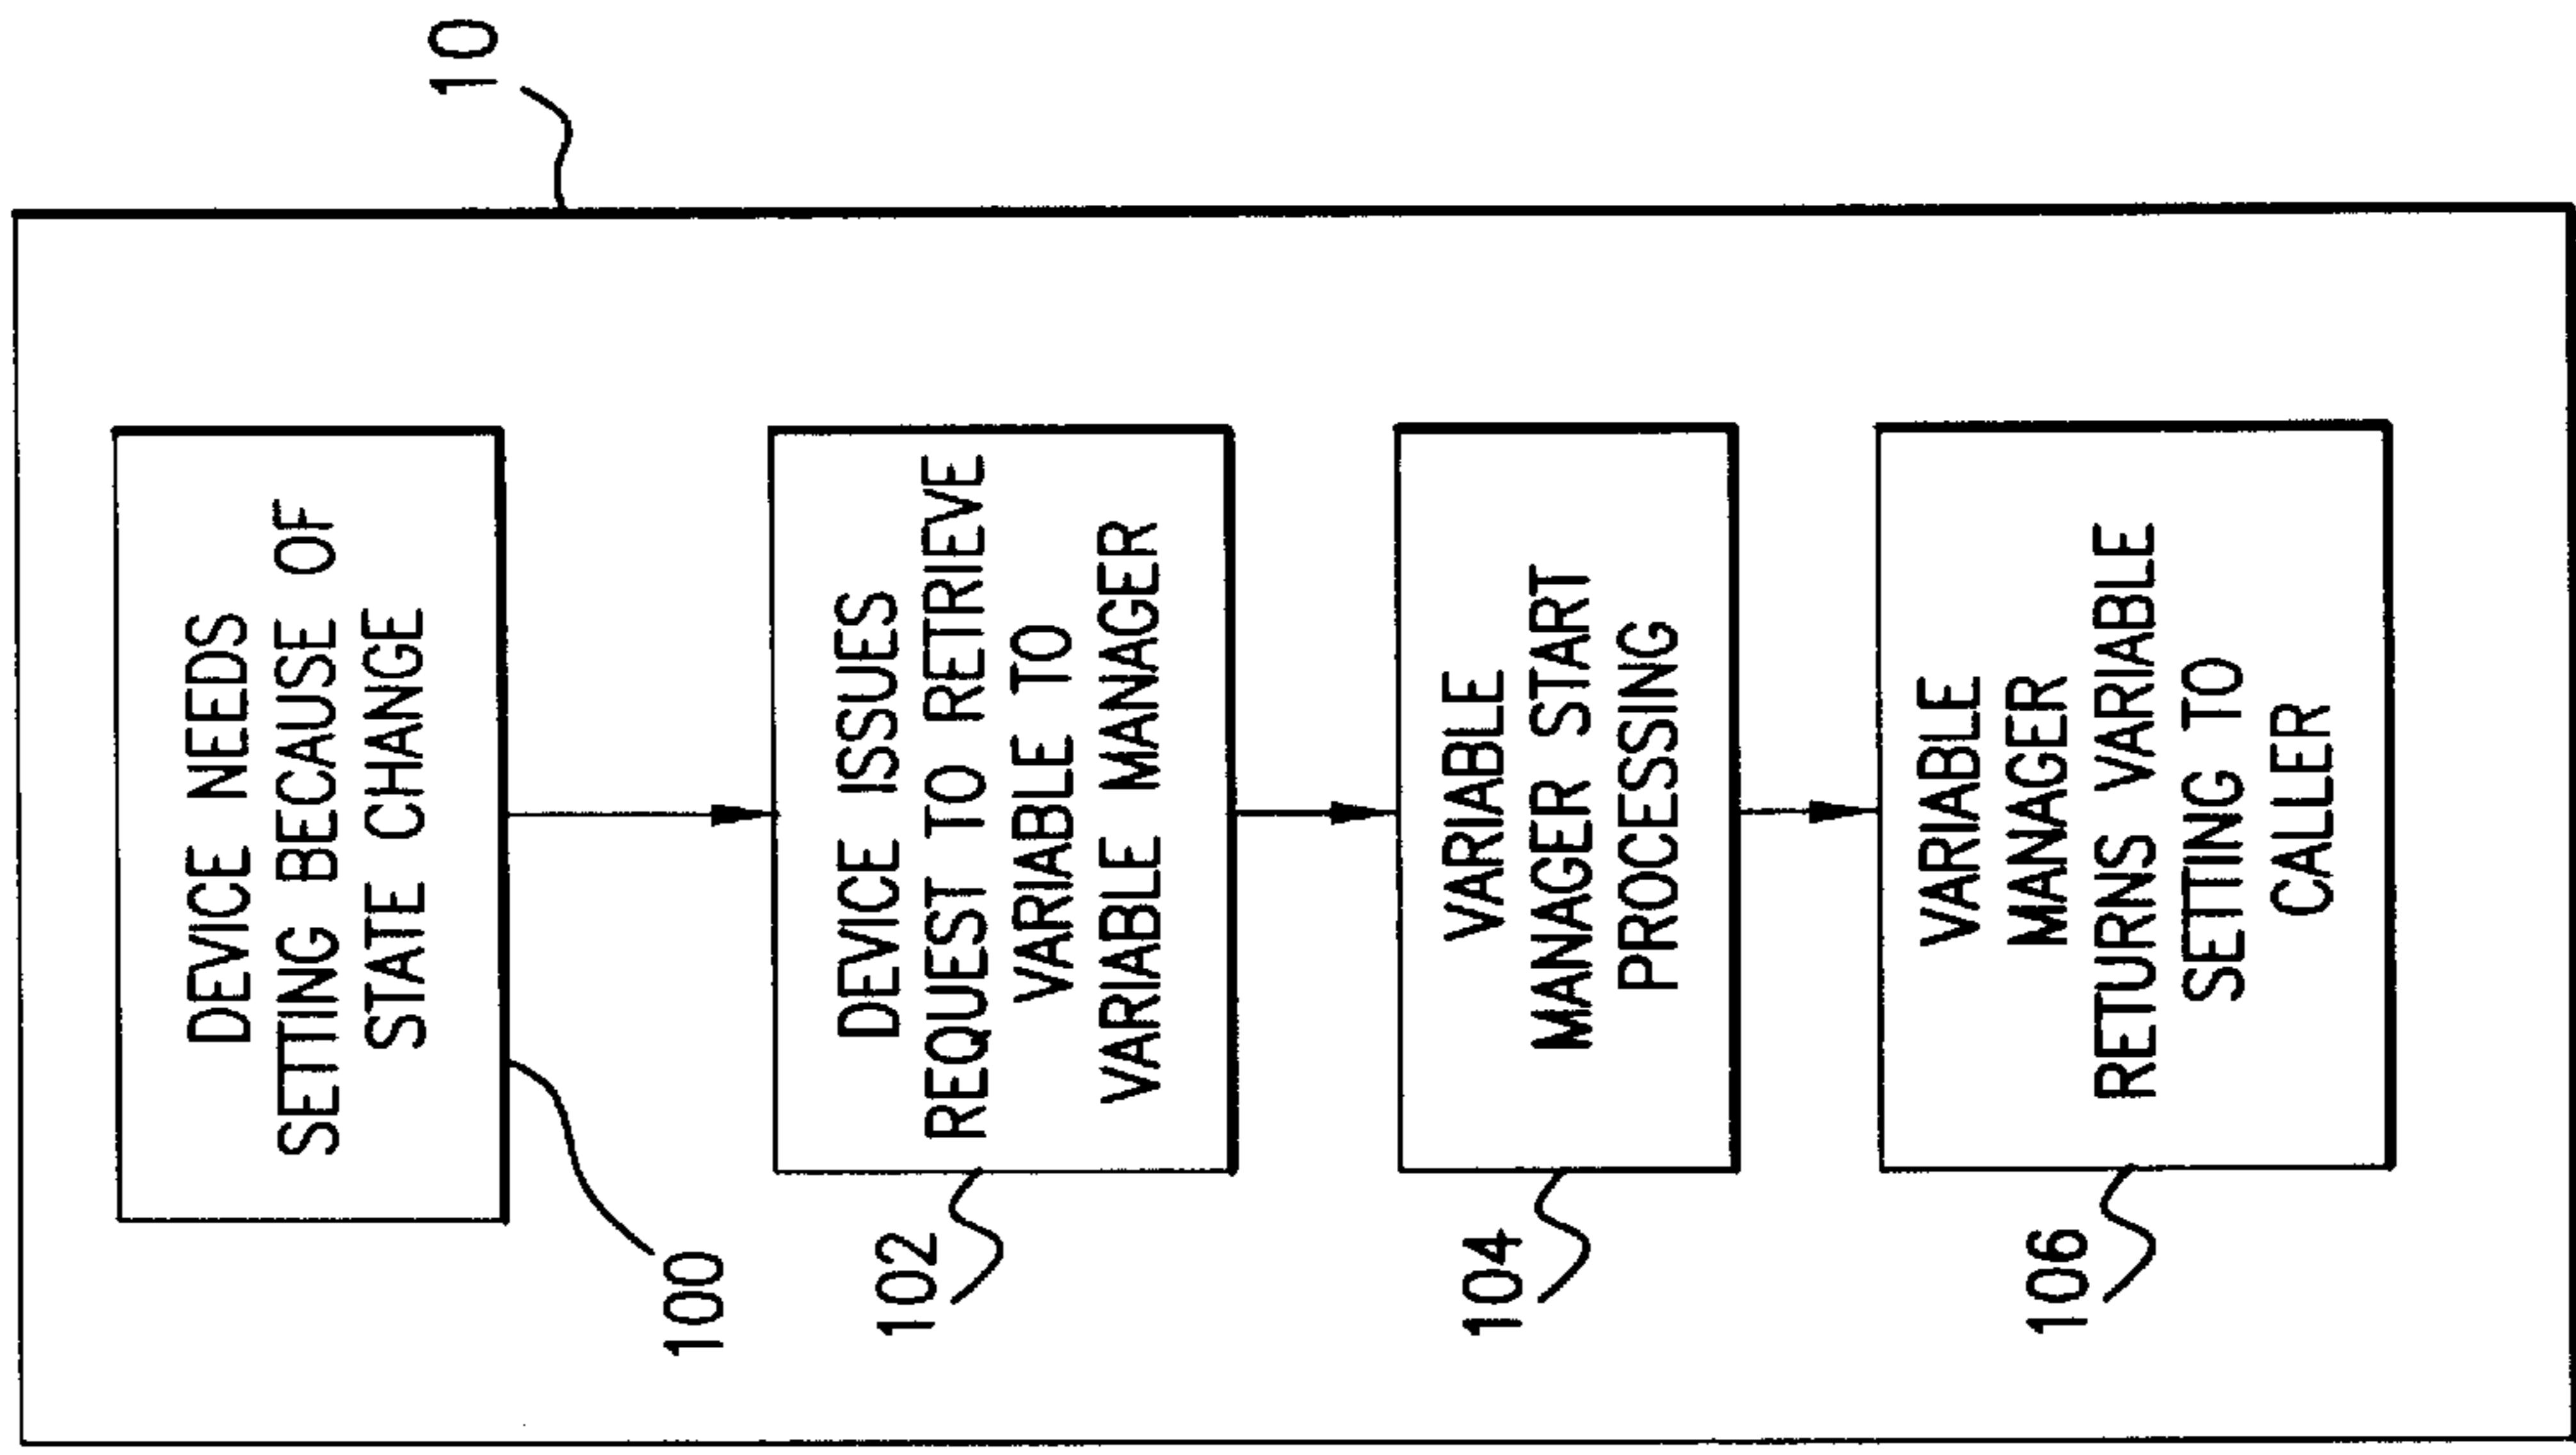 10
DEVICE NEEDS
SETTING BECAUSE OF
STATE CHANGE
100
DEVICE ISSUES
REQUEST TO RETRIEVE
VARIABLE TO
VARIABLE MANAGER
102
VARIABLE
MANAGER START
PROCESSING
104
VARIABLE
MANAGER
RETURNS VARIABLE
SETTING TO
CALLER
106